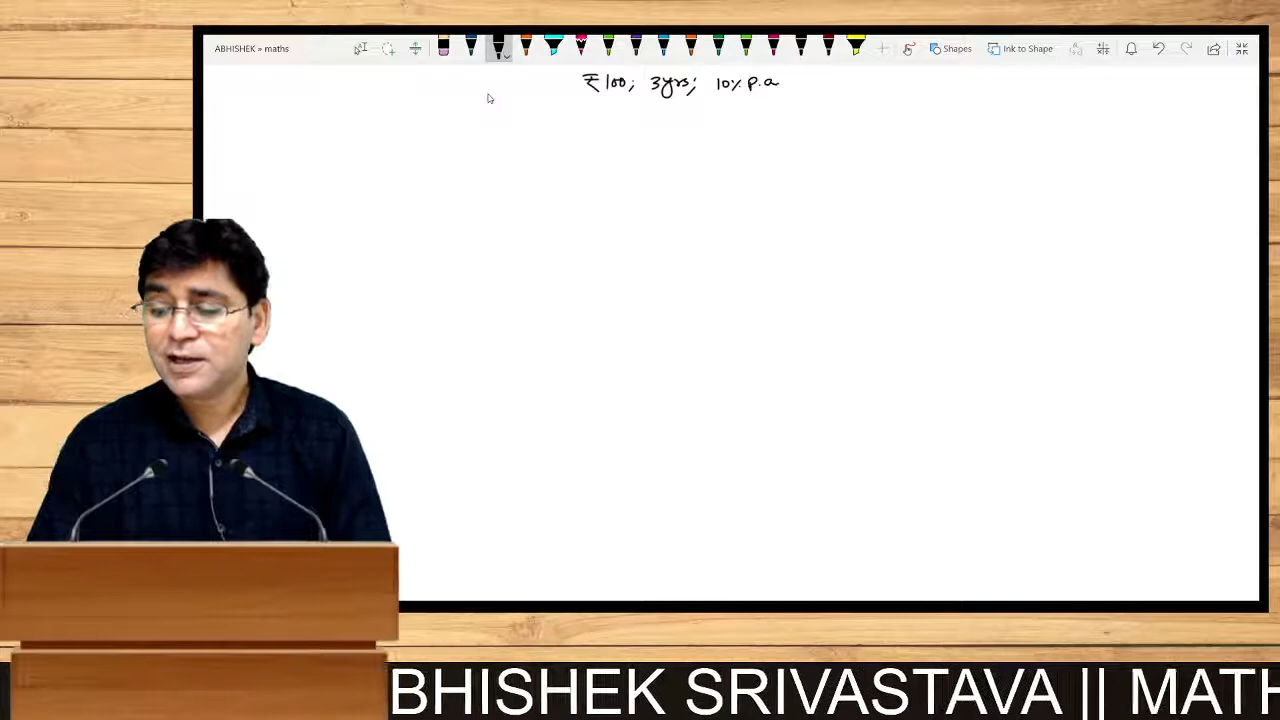 ABHISHEK » maths
Shapes
Ink to Shape
₹100; 3yrs; 10% p.a
BHISHEK SRIVASTAVA || MATH